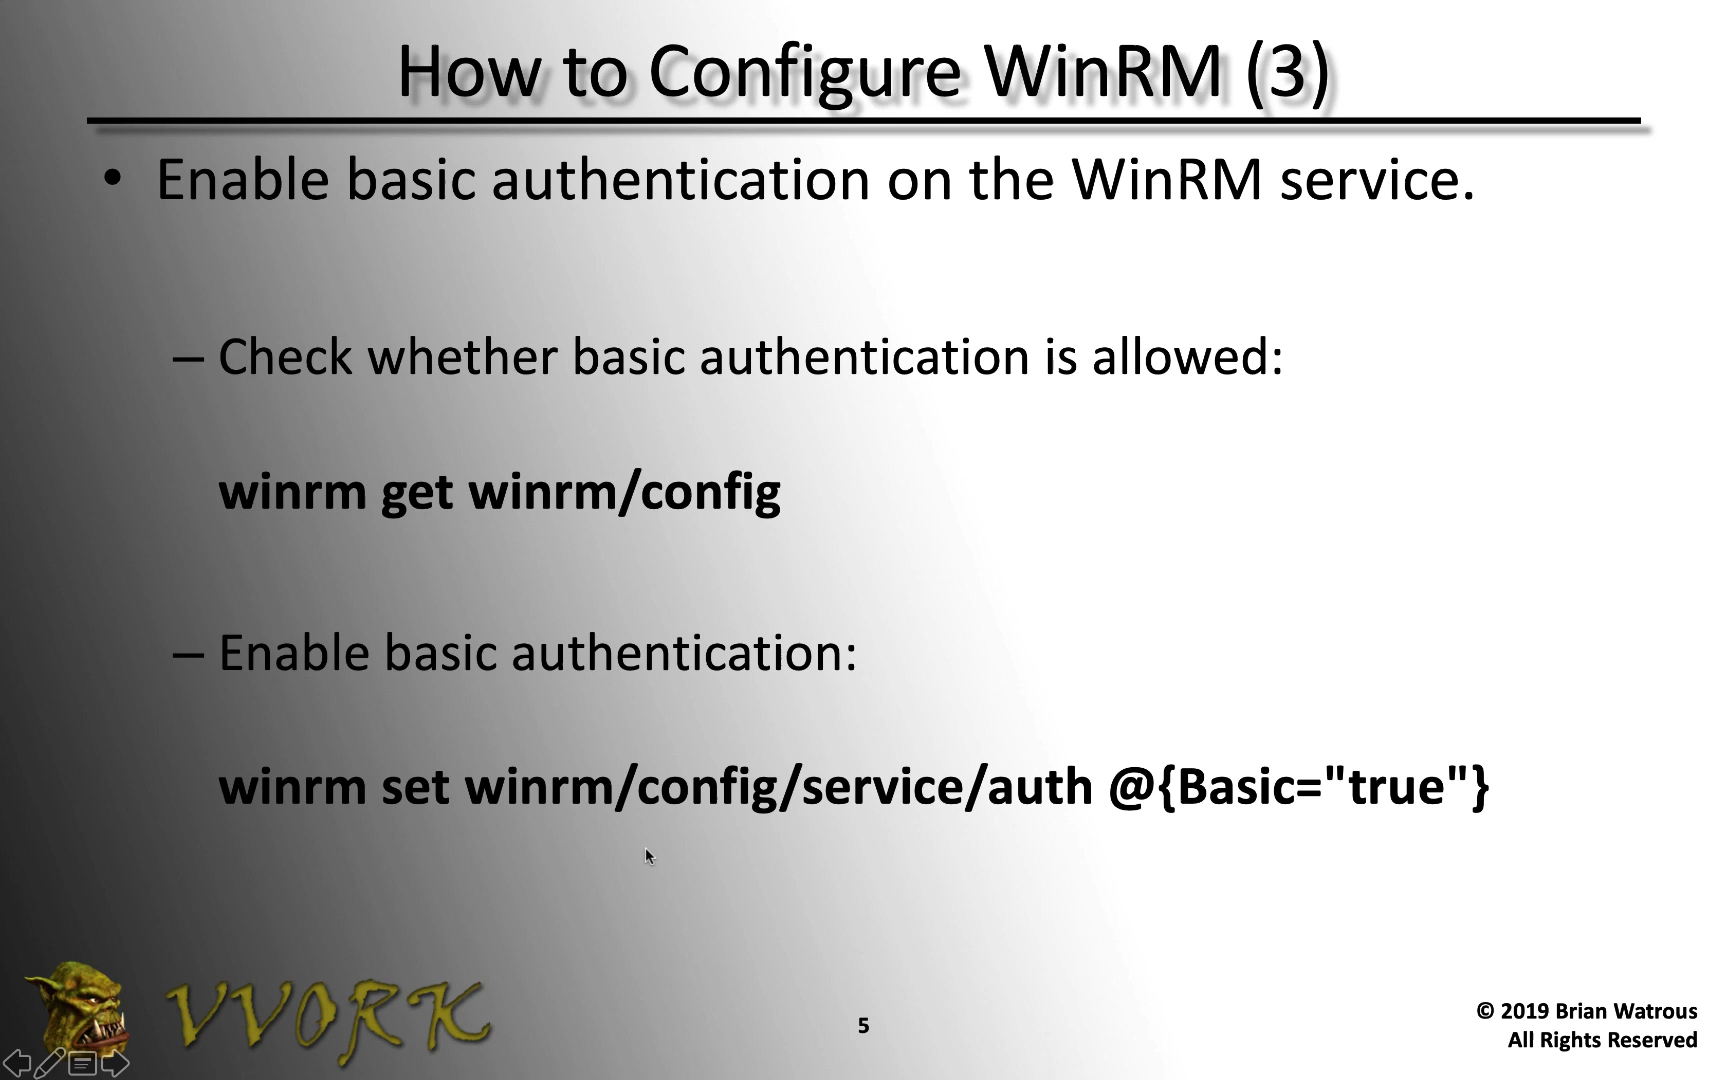 How to Configure WinRM (3)
• Enable basic authentication on the WinRM service.
– Check whether basic authentication is allowed:
winrm get winrm/config
– Enable basic authentication:
winrm set winrm/config/service/auth @{Basic="true"}
VVORK
5
© 2019 Brian Watrous
All Rights Reserved